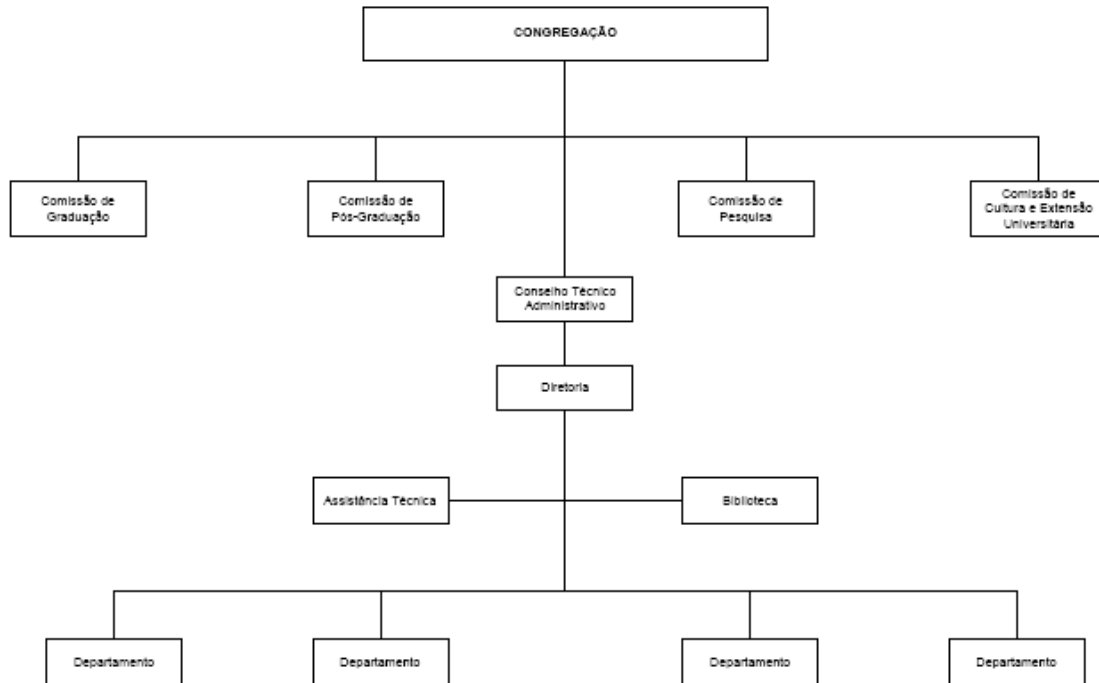 CONGREGAÇÃO
Comissão de
Graduação
Comissão de
Pós-Graduação
Comissão de
Pesquisa
Comissão de
Cultura e Extensão
Universitária
Conselho Técnico
Administrativo
Diretoria
Assistância Técnica
Biblioteca
Departamento
Departamento
Departamento
Departamento